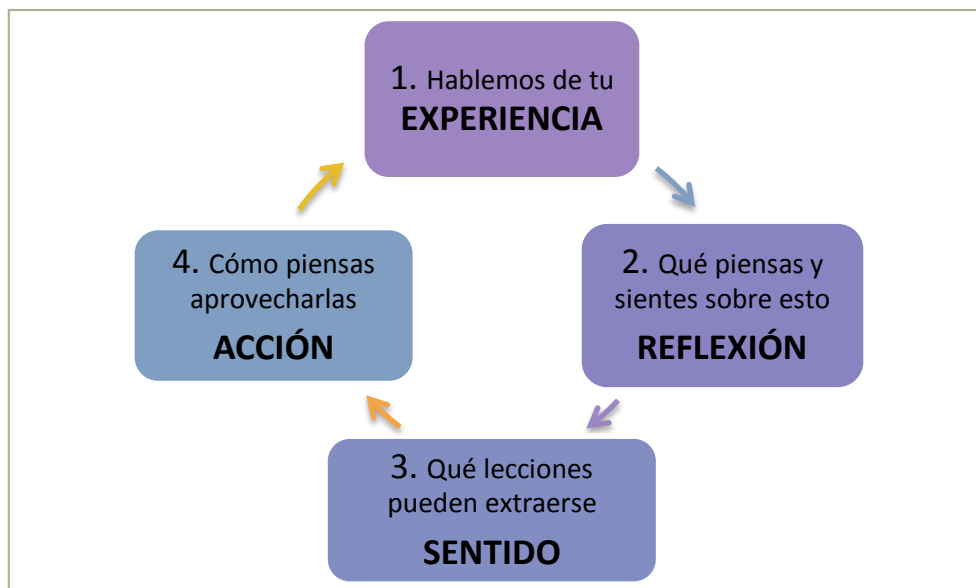 1. Hablemos de tu
EXPERIENCIA
2. Qué piensas y
sientes sobre esto
REFLEXIÓN
3. Qué lecciones
pueden extraerse
SENTIDO
4. Cómo piensas
aprovecharlas
ACCIÓN